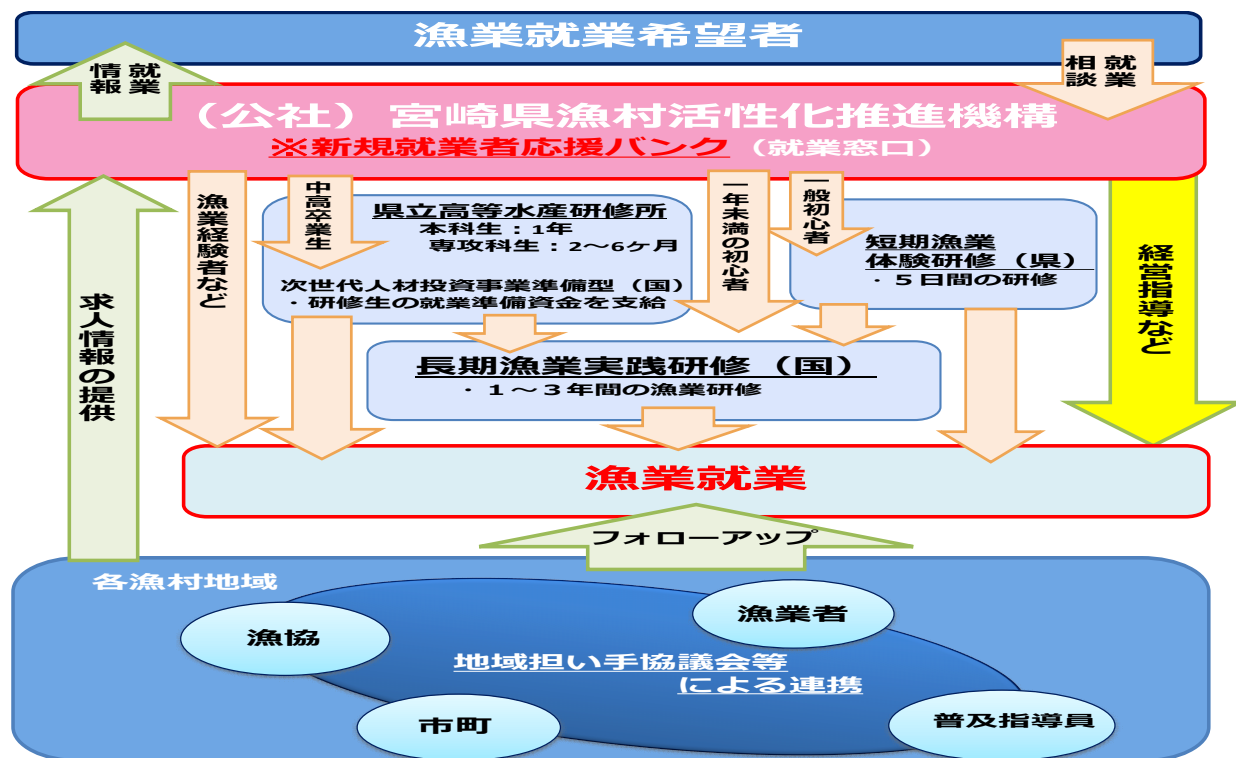 漁業就業希望者
就業
情報
就業
相談
（公社）宮崎県漁村活性化推進機構
※新規就業者応援バンク（就業窓口）
漁業経験者など
中高卒業生
県立高等水産研修所
本科生：1年
専攻科生：2～6ヶ月
次世代人材投資事業準備型（国）
・研修生の就業準備資金を支給
一年未満の初心者
一般初心者
短期漁業
体験研修（県）
・５日間の研修
経営指導など
求人情報の提供
長期漁業実践研修（国）
・１～３年間の漁業研修
漁業就業
フォローアップ
各漁村地域
漁協
漁業者
地域担い手協議会等
による連携
市町
普及指導員